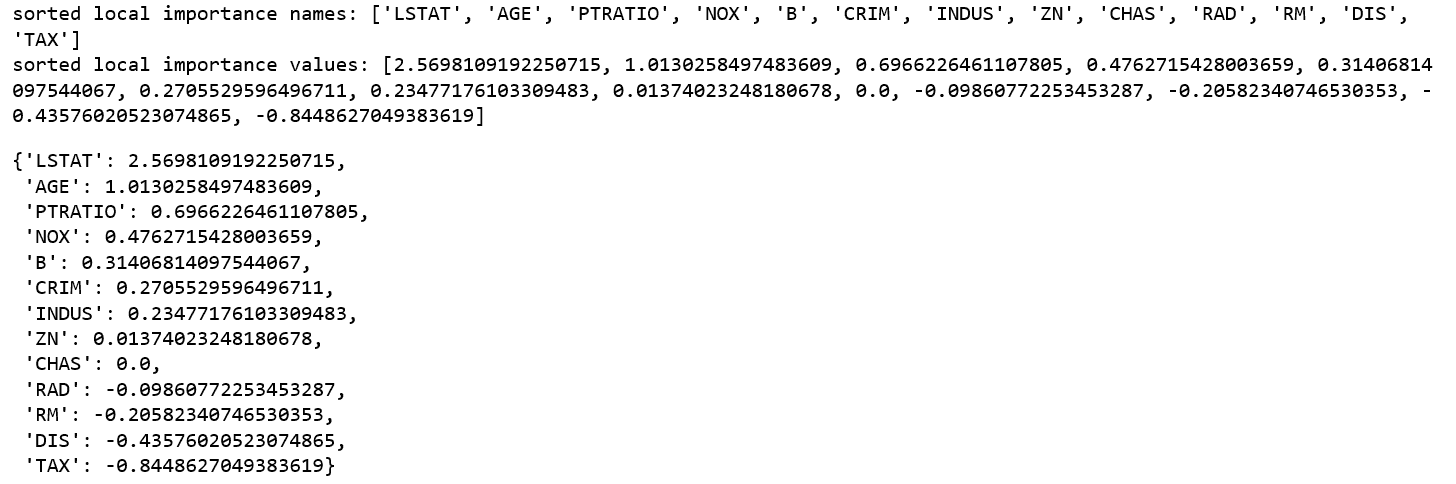 sorted local importance names: ['LSTAT', 'AGE', 'PTRATIO', 'NOX', 'B', 'CRIM', 'INDUS', 'ZN', 'CHAS', 'RAD', 'RM', 'DIS',
'TAX']
sorted local importance values: [2.5698109192250715, 1.0130258497483609, 0.6966226461107805, 0.4762715428003659, 0.31406814
097544067, 0.2705529596496711, 0.23477176103309483, 0.01374023248180678, 0.0, -0.09860772253453287, -0.20582340746530353, -
0.43576020523074865, -0.8448627049383619]
{'LSTAT': 2.5698109192250715,
'AGE': 1.0130258497483609,
'PTRATIO': 0.6966226461107805,
'NOX': 0.4762715428003659,
'B': 0.31406814097544067,
'CRIM': 0.2705529596496711,
'INDUS': 0.23477176103309483,
'ZN': 0.01374023248180678,
'CHAS': 0.0,
'RAD': -0.09860772253453287,
'RM': -0.20582340746530353,
'DIS': -0.43576020523074865,
'TAX': -0.8448627049383619}